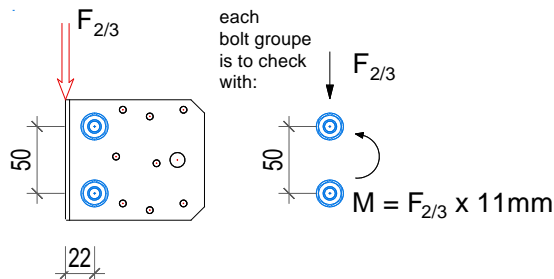 F2/3
each
bolt groupe
is to check
with:
F2/3
50
50
M = F2/3 x 11mm
22